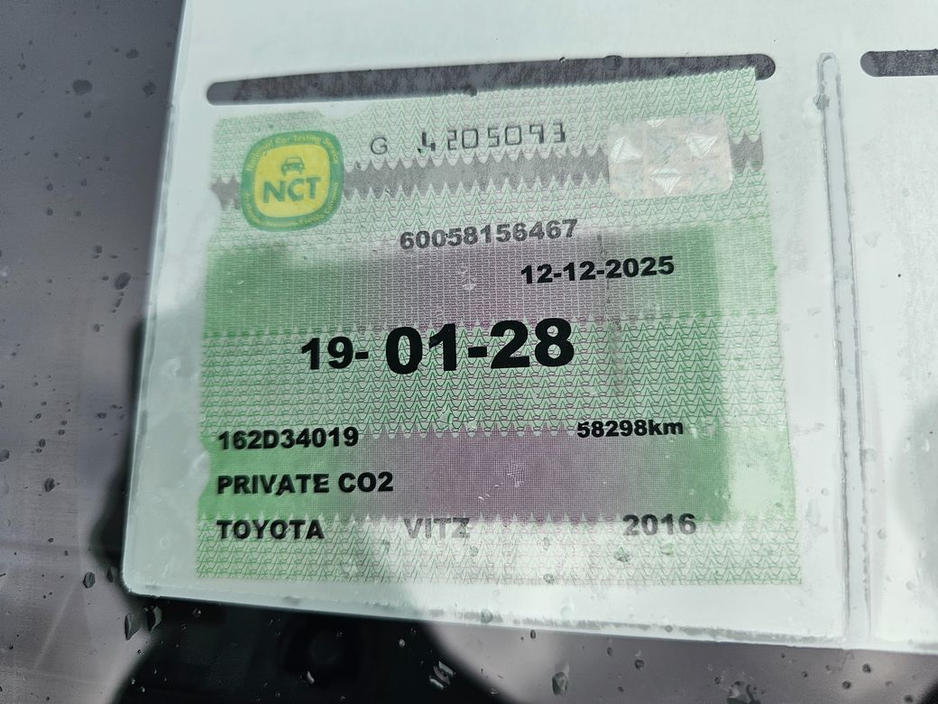 G 4205093
NCT
60058156467
12-12-2025
19-01-28
162D34019 58298km
PRIVATE CO2
TOYOTA VITZ 2016